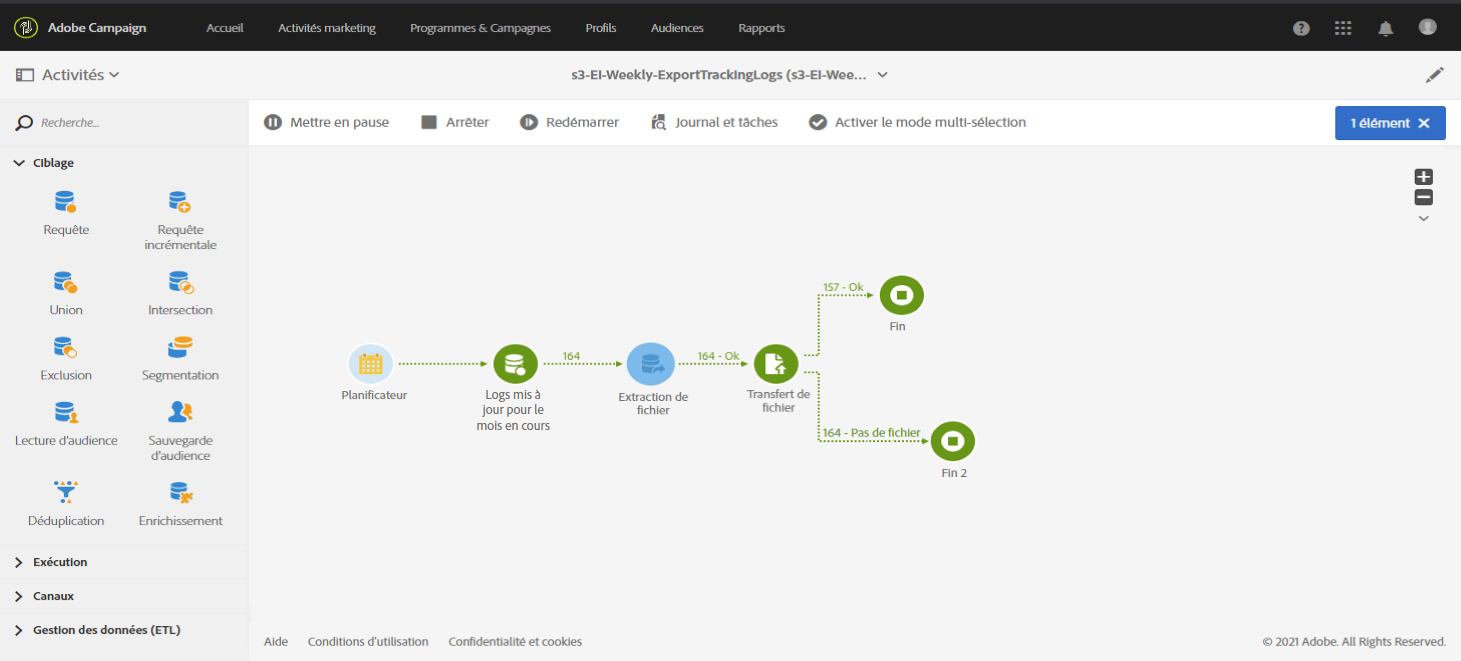 Adobe Campaign
Accueil
Activités marketing
Programmes & Campagnes
Profils
Audiences
Rapports
Activités
s3-EI-Weekly-ExportTrackingLogs (s3-EI-Wee...
Recherche...
Mettre en pause
Arrêter
Redémarrer
Journal et tâches
Activer le mode multi-sélection
1 élément
Ciblage
Requête
Requête
incrémentale
Union
Intersection
Exclusion
Segmentation
Lecture d'audience
Sauvegarde
d'audience
Déduplication
Enrichissement
Exécution
Canaux
Gestion des données (ETL)
Planificateur
Logs mis à
jour pour le
mois en cours
164
Extraction de
fichier
164 - Ok
Transfert de
fichier
157 - Ok
Fin
164 - Pas de fichier
Fin 2
Aide
Conditions d'utilisation
Confidentialité et cookies
© 2021 Adobe. All Rights Reserved.